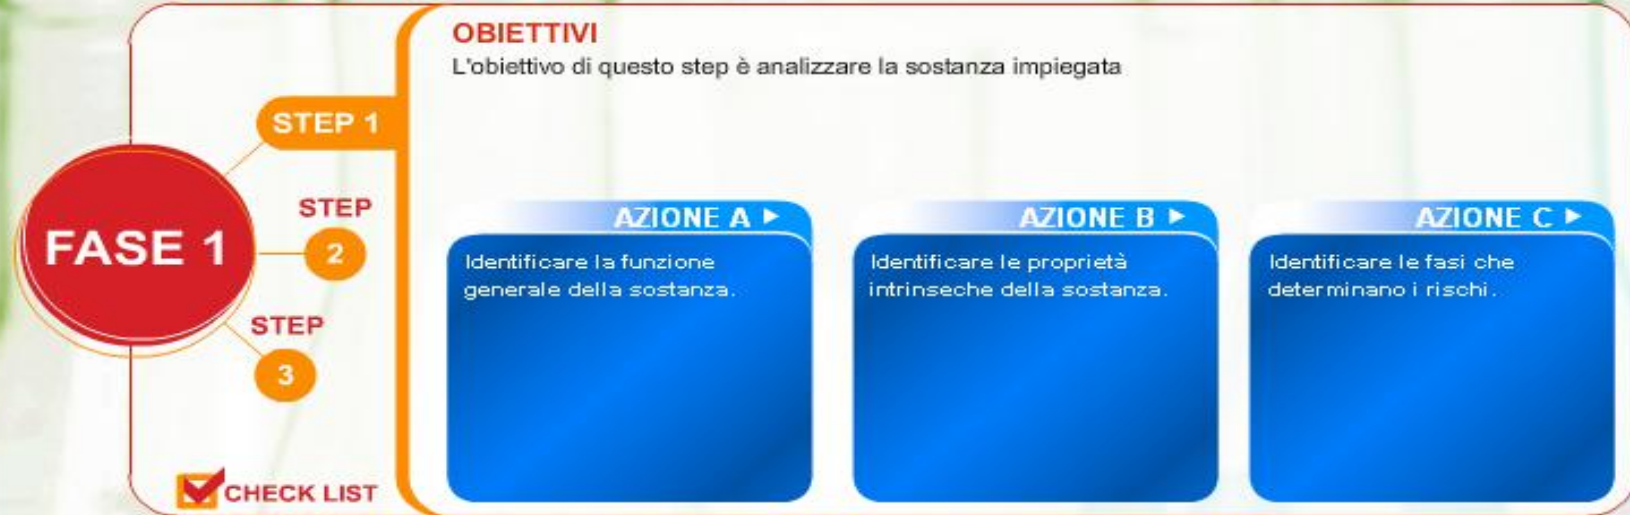 OBIETTIVI
L'obiettivo di questo step è analizzare la sostanza impiegata
STEP 1
STEP
2
FASE 1
STEP
3
CHECK LIST
AZIONE A
Identificare la funzione
generale della sostanza.
AZIONE B
Identificare le proprietà
intrinseche della sostanza.
AZIONE C
Identificare le fasi che
determinano i rischi.